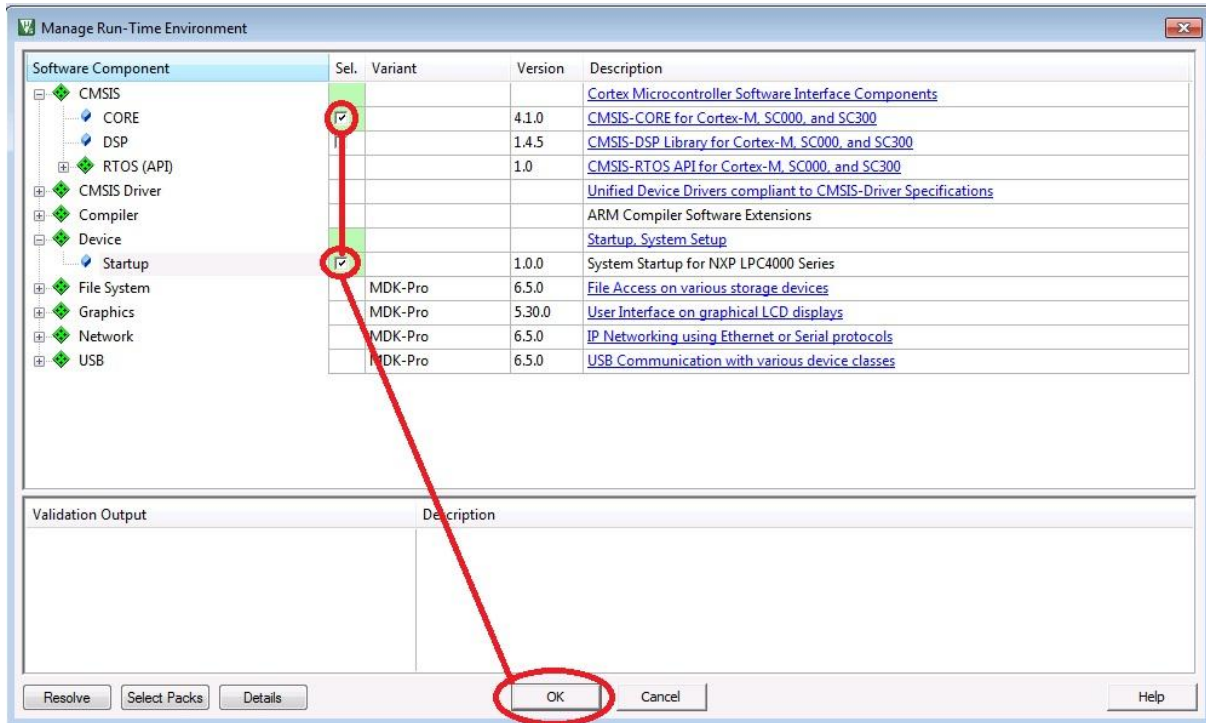 Manage Run-Time Environment
Software Component Sel. Variant Version Description
CMSIS Cortex Microcontroller Software Interface Components
CORE 4.1.0 CMSIS-CORE for Cortex-M, SC000, and SC300
DSP 1.4.5 CMSIS-DSP Library for Cortex-M, SC000, and SC300
RTOS (API) 1.0 CMSIS-RTOS API for Cortex-M, SC000, and SC300
CMSIS Driver Unified Device Drivers compliant to CMSIS-Driver Specifications
Compiler ARM Compiler Software Extensions
Device Startup, System Setup
Startup 1.0.0 System Startup for NXP LPC4000 Series
File System MDK-Pro 6.5.0 File Access on various storage devices
Graphics MDK-Pro 5.30.0 User Interface on graphical LCD displays
Network MDK-Pro 6.5.0 IP Networking using Ethernet or Serial protocols
USB MDK-Pro 6.5.0 USB Communication with various device classes
Validation Output Description
Resolve Select Packs Details OK Cancel Help